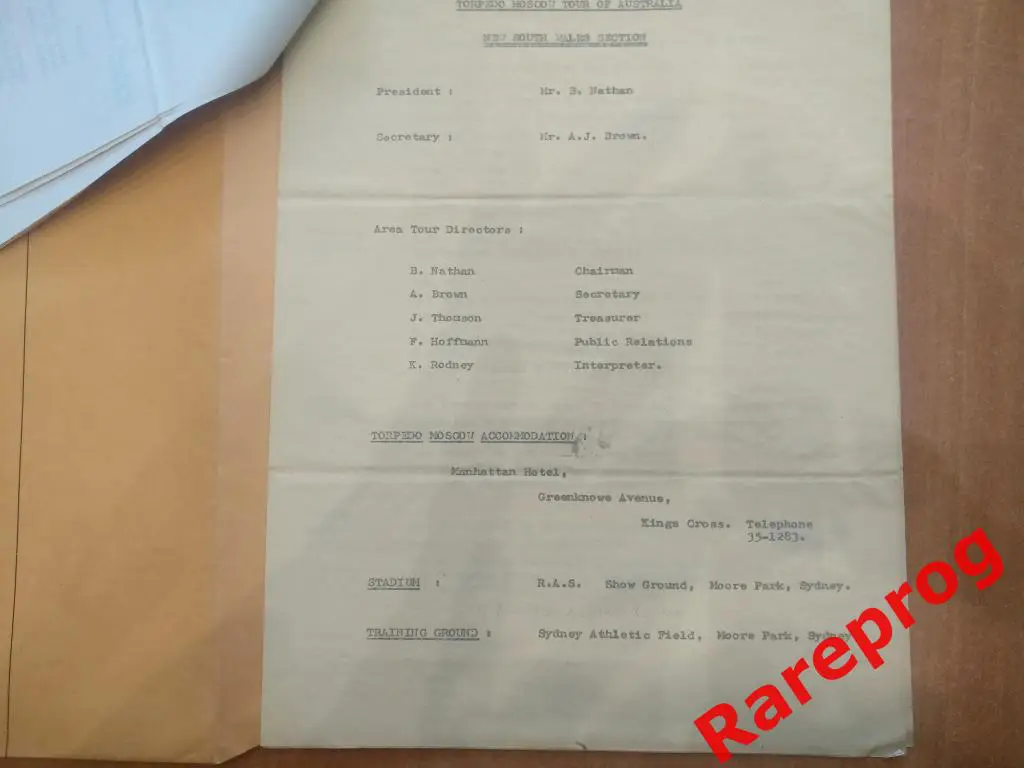 TORPEDO MOSCOW TOUR OF AUSTRALIA
NEW SOUTH WALES SECTION
President : Mr. B. Nathan
Secretary : Mr. A.J. Brown.
Area Tour Directors :
B. Nathan Chairman
A. Brown Secretary
J. Thomson Treasurer
F. Hoffmann Public Relations
K. Rodney Interpreter.
TORPEDO MOSCOW ACCOMMODATION :
Manhattan Hotel,
Greenknowe Avenue,
Kings Cross. Telephone
35-1283.
STADIUM : R.A.S. Show Ground, Moore Park, Sydney.
TRAINING GROUND : Sydney Athletic Field, Moore Park, Sydney
Rareprog